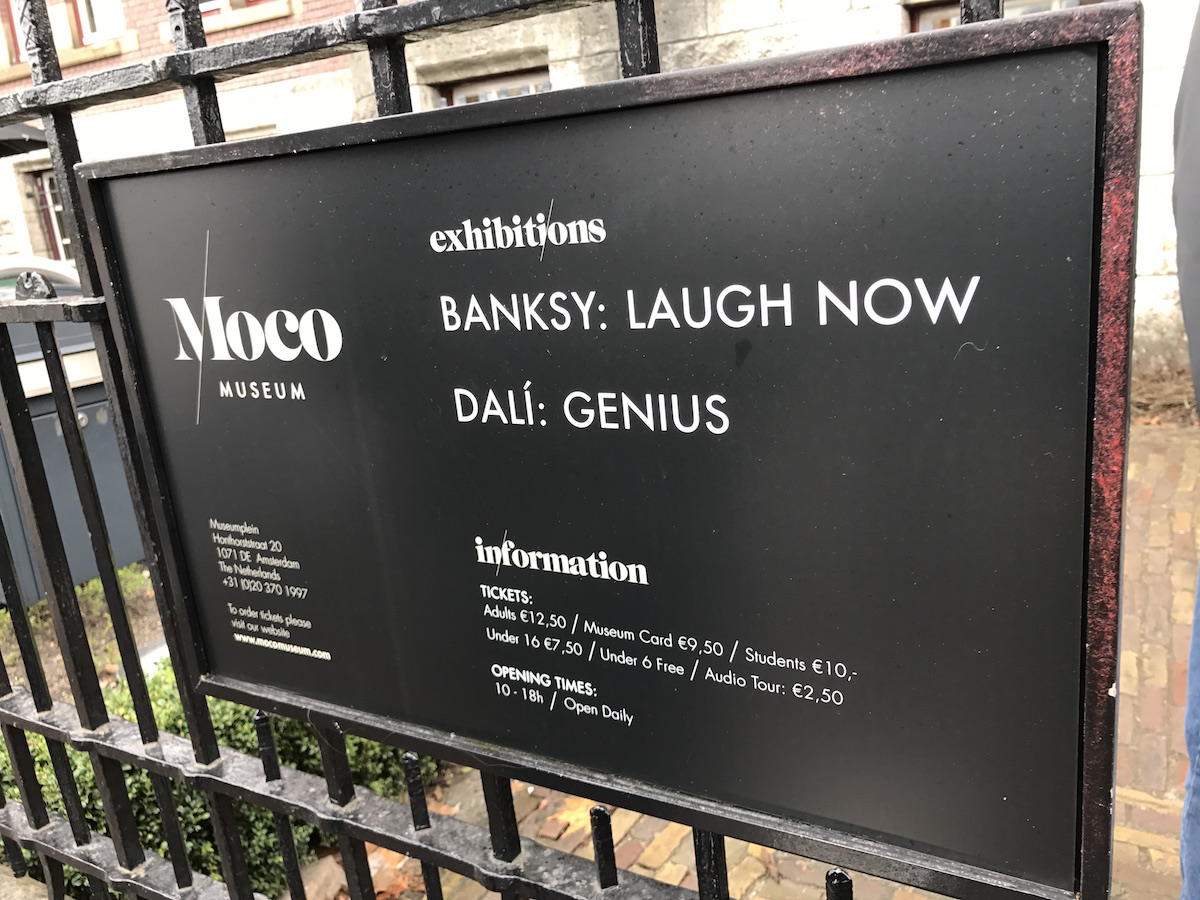 Moco
MUSEUM
exhibitions
BANKSY: LAUGH NOW
DALÍ: GENIUS
Museumplein
Honthorststraat 20
1071 DE Amsterdam
The Netherlands
+31 (0)20 370 1997
To order tickets please
visit our website
www.mocomuseum.com
information
TICKETS:
Adults €12,50 / Museum Card €9,50 / Students €10,-
Under 16 €7,50 / Under 6 Free / Audio Tour: €2,50
OPENING TIMES:
10 - 18h / Open Daily